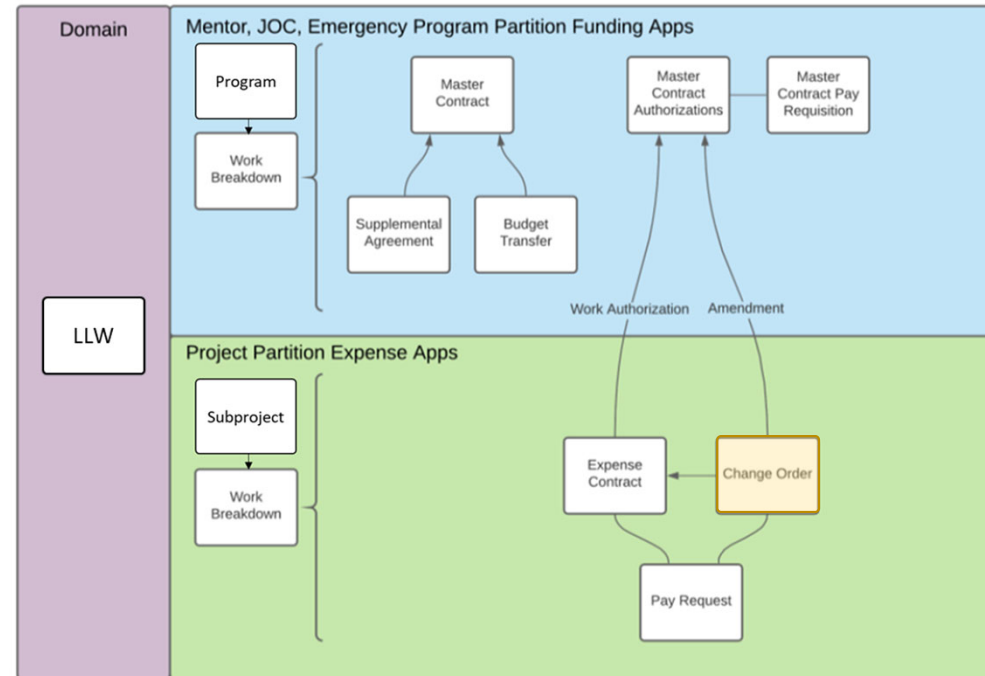 Domain
LLW
Mentor, JOC, Emergency Program Partition Funding Apps
Program
Work
Breakdown
Master
Contract
Supplemental
Agreement
Budget
Transfer
Master
Contract
Authorizations
Master
Contract Pay
Requisition
Work Authorization
Amendment
Project Partition Expense Apps
Subproject
Work
Breakdown
Expense
Contract
Change Order
Pay Request